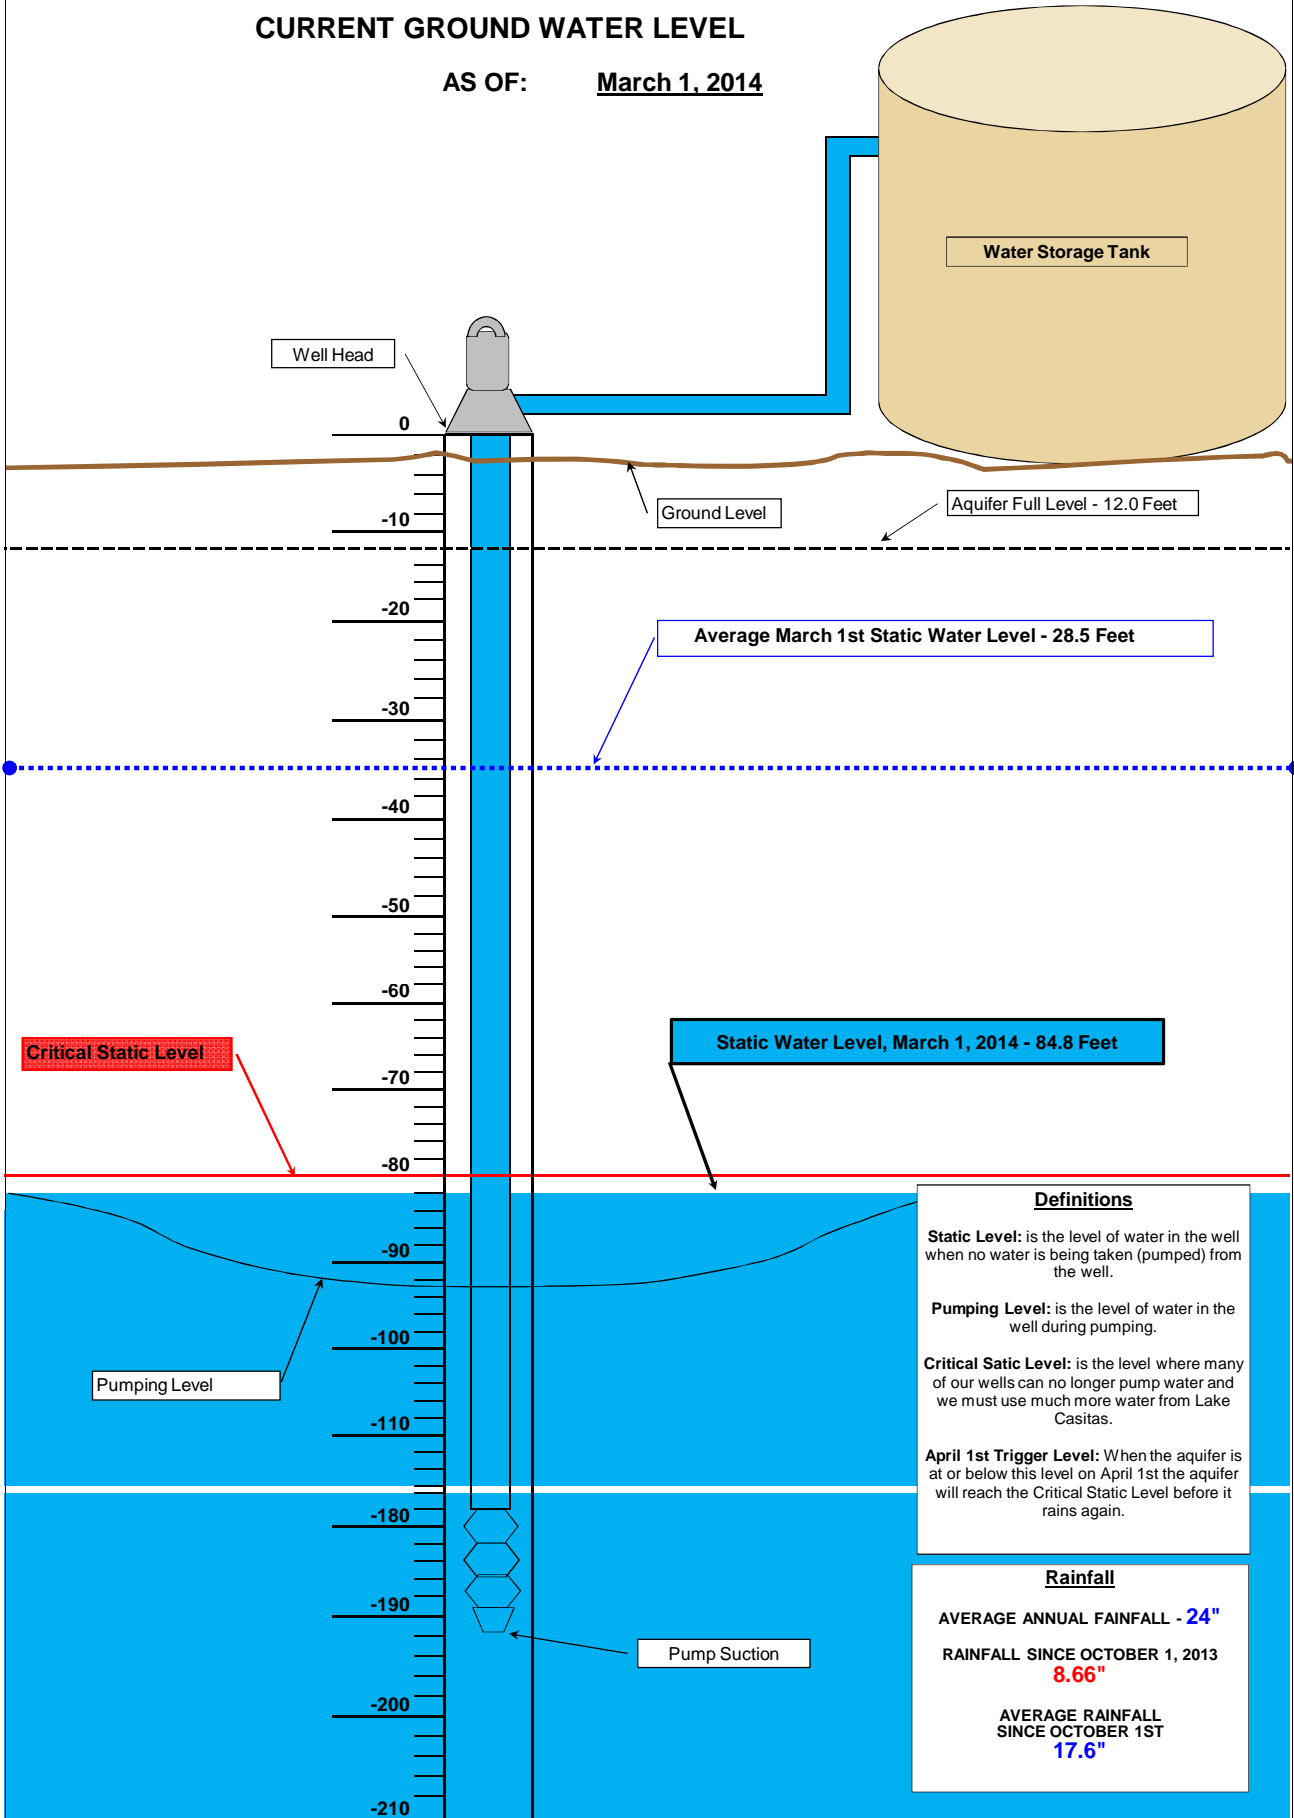 CURRENT GROUND WATER LEVEL
AS OF: March 1, 2014
Water Storage Tank
Well Head
0
Ground Level
Aquifer Full Level - 12.0 Feet
-10
-20
Average March 1st Static Water Level - 28.5 Feet
-30
-40
-50
-60
Critical Static Level
Static Water Level, March 1, 2014 - 84.8 Feet
-70
-80
-90
-100
Pumping Level
-110
-180
-190
Pump Suction
-200
-210
Definitions
Static Level: is the level of water in the well
when no water is being taken (pumped) from
the well.
Pumping Level: is the level of water in the
well during pumping.
Critical Satic Level: is the level where many
of our wells can no longer pump water and
we must use much more water from Lake
Casitas.
April 1st Trigger Level: When the aquifer is
at or below this level on April 1st the aquifer
will reach the Critical Static Level before it
rains again.
Rainfall
AVERAGE ANNUAL FAINFALL - 24"
RAINFALL SINCE OCTOBER 1, 2013
8.66"
AVERAGE RAINFALL
SINCE OCTOBER 1ST
17.6"